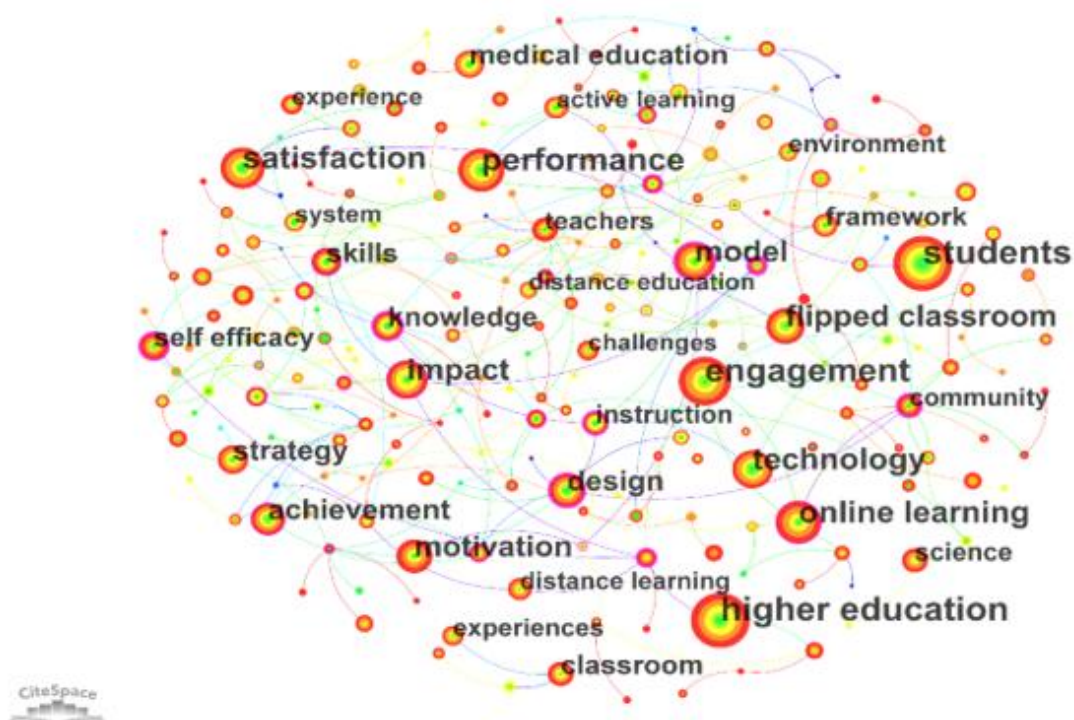 medical education
experience
active learning
environment
satisfaction
performance
system
teachers
framework
skills
model
students
distance education
knowledge
flipped classroom
self efficacy
challenges
impact
engagement
community
instruction
strategy
technology
design
achievement
online learning
motivation
science
distance learning
higher education
experiences
classroom
CiteSpace